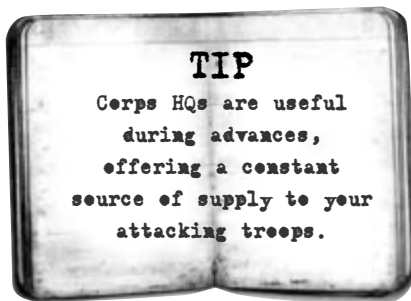 TIP
Corps HQs are useful
during advances,
offering a constant
source of supply to your
attacking troops.